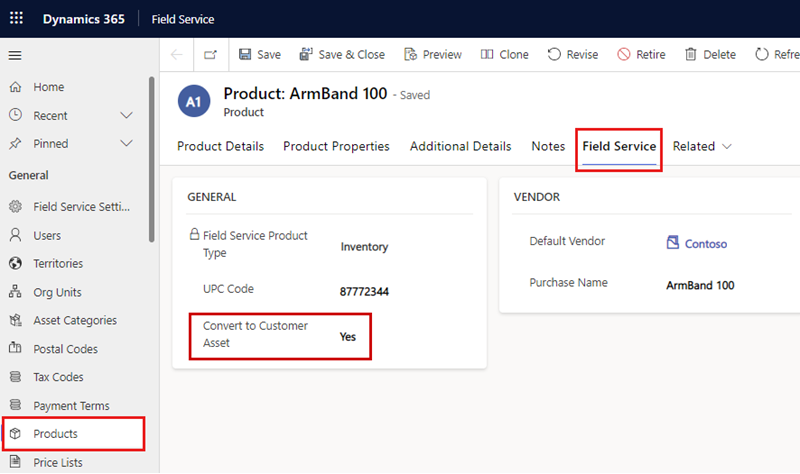 Dynamics 365 Field Service
Save Save & Close Preview Clone Revise Retire Delete Refre
Home
Recent
Pinned
General
Field Service Setti...
Users
Territories
Org Units
Asset Categories
Postal Codes
Tax Codes
Payment Terms
Products
Price Lists
A1
Product: ArmBand 100 - Saved
Product
Product Details Product Properties Additional Details Notes Field Service Related
GENERAL
Field Service Product
Type
Inventory
UPC Code
87772344
Convert to Customer
Asset
Yes
VENDOR
Default Vendor
Contoso
Purchase Name
ArmBand 100